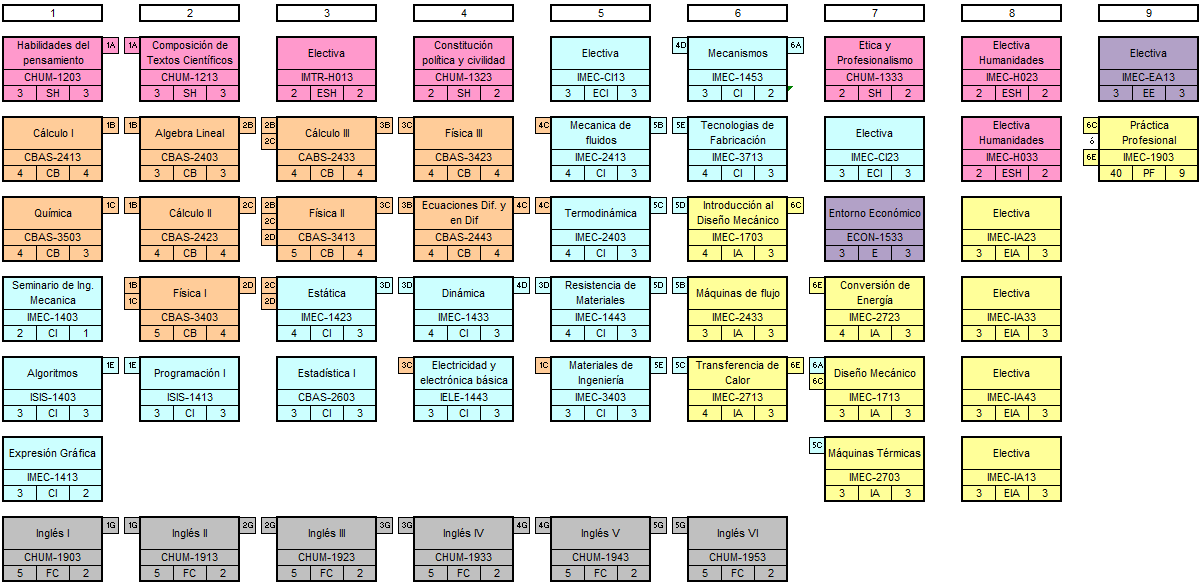 1
2
3
4
5
6
7
8
9
Habilidades del
pensamiento
CHUM-1203
3 SH 3
1A
1A
Composición de
Textos Científicos
CHUM-1213
3 SH 3
Electiva
IMTR-H013
2 ESH 2
Constitución
política y civilidad
CHUM-1323
2 SH 2
Electiva
IMEC-CI13
3 ECI 3
4D
Mecanismos
IMEC-1453
3 CI 2
6A
Etica y
Profesionalismo
CHUM-1333
2 SH 2
Electiva
Humanidades
IMEC-H023
2 ESH 2
Electiva
IMEC-EA13
3 EE 3
Cálculo I
CBAS-2413
4 CB 4
1B
1B
Algebra Lineal
CBAS-2403
3 CB 3
2B
2B
2C
Cálculo III
CABS-2433
4 CB 4
3B
3C
Física III
CBAS-3423
4 CB 4
4C
Mecanica de
fluidos
IMEC-2413
4 CI 3
5B
5E
Tecnologias de
Fabricación
IMEC-3713
4 CI 3
Electiva
IMEC-CI23
3 ECI 3
Electiva
Humanidades
IMEC-H033
2 ESH 2
6C
ó
6E
Práctica
Profesional
IMEC-1903
40 PF 9
Química
CBAS-3503
4 CB 3
1C
1B
Cálculo II
CBAS-2423
4 CB 4
2C
2B
2C
2D
Física II
CBAS-3413
5 CB 4
3C
3B
Ecuaciones Dif. y
en Dif
CBAS-2443
4 CB 4
4C
4C
Termodinámica
IMEC-2403
4 CI 3
5C
5D
Introducción al
Diseño Mecánico
IMEC-1703
4 IA 3
6C
Entorno Económico
ECON-1533
3 E 3
Electiva
IMEC-IA23
3 EIA 3
Seminario de Ing.
Mecanica
IMEC-1403
2 CI 1
1B
1C
Física I
CBAS-3403
5 CB 4
2D
2C
2D
Estática
IMEC-1423
4 CI 3
3D
3D
Dinámica
IMEC-1433
4 CI 3
4D
3D
Resistencia de
Materiales
IMEC-1443
4 CI 3
5D
5B
Máquinas de flujo
IMEC-2433
3 IA 3
6E
Conversión de
Energía
IMEC-2723
4 IA 3
Electiva
IMEC-IA33
3 EIA 3
Algoritmos
ISIS-1403
3 CI 3
1E
1E
Programación I
ISIS-1413
3 CI 3
Estadística I
CBAS-2603
3 CI 3
3C
Electricidad y
electrónica básica
IELE-1443
3 CI 3
1C
Materiales de
Ingeniería
IMEC-3403
3 CI 3
5E
5C
Transferencia de
Calor
IMEC-2713
4 IA 3
6E
6A
6C
Diseño Mecánico
IMEC-1713
3 IA 3
Electiva
IMEC-IA43
3 EIA 3
Expresión Gráfica
IMEC-1413
3 CI 2
5C
Máquinas Térmicas
IMEC-2703
3 IA 3
Electiva
IMEC-IA13
3 EIA 3
Inglés I
CHUM-1903
5 FC 2
1G
1G
Inglés II
CHUM-1913
5 FC 2
2G
2G
Inglés III
CHUM-1923
5 FC 2
3G
3G
Inglés IV
CHUM-1933
5 FC 2
4G
4G
Inglés V
CHUM-1943
5 FC 2
5G
5G
Inglés VI
CHUM-1953
5 FC 2